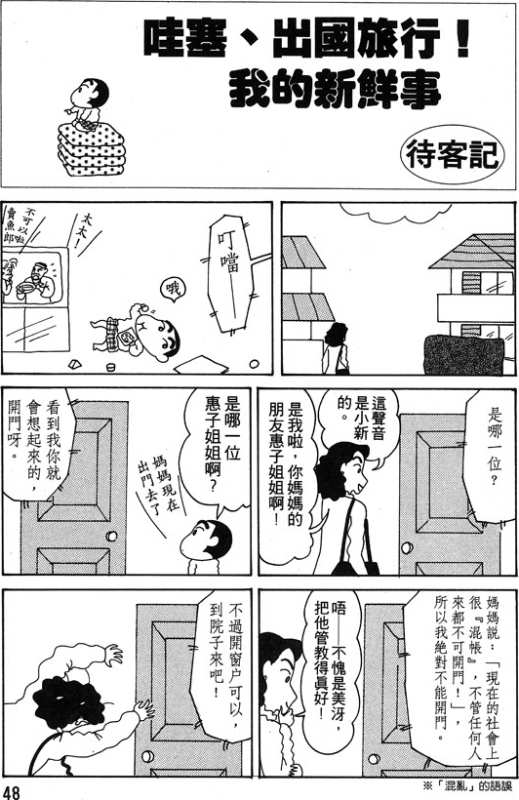 哇塞、出國旅行！
我的新鮮事
待客記
叮噹——
哦
太太！
不可以啦
賣魚郎
是哪一位？
這聲音
是小新
的。
是我啦，你媽媽的
朋友惠子姐姐啊！
是哪一位
惠子姐姐啊？
媽媽現在
出門去了
看到我你就
會想起來的，
開門呀。
媽媽說：「現在的社會上
很『混帳』，不管任何人
來都不可開門！」，
所以我絕對不能開門。
唔——不愧是美冴，
把他管教得真好！
※「混亂」的語誤
不過開窗户可以，
到院子來吧！
48